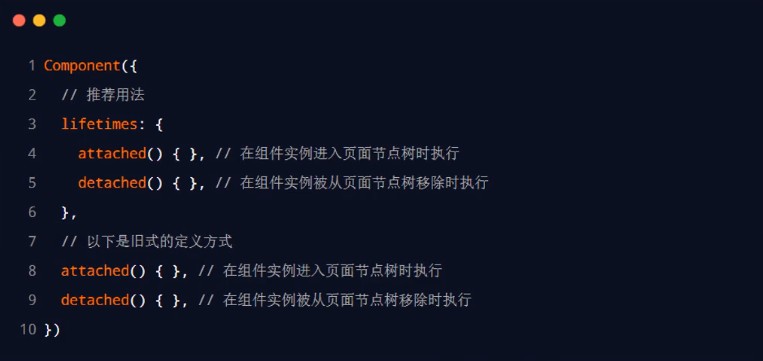 1 Component({
2 // 推荐用法
3 lifetimes: {
4 attached() { }, // 在组件实例进入页面节点树时执行
5 detached() { }, // 在组件实例被从页面节点树移除时执行
6 },
7 // 以下是旧式的定义方式
8 attached() { }, // 在组件实例进入页面节点树时执行
9 detached() { }, // 在组件实例被从页面节点树移除时执行
10 })